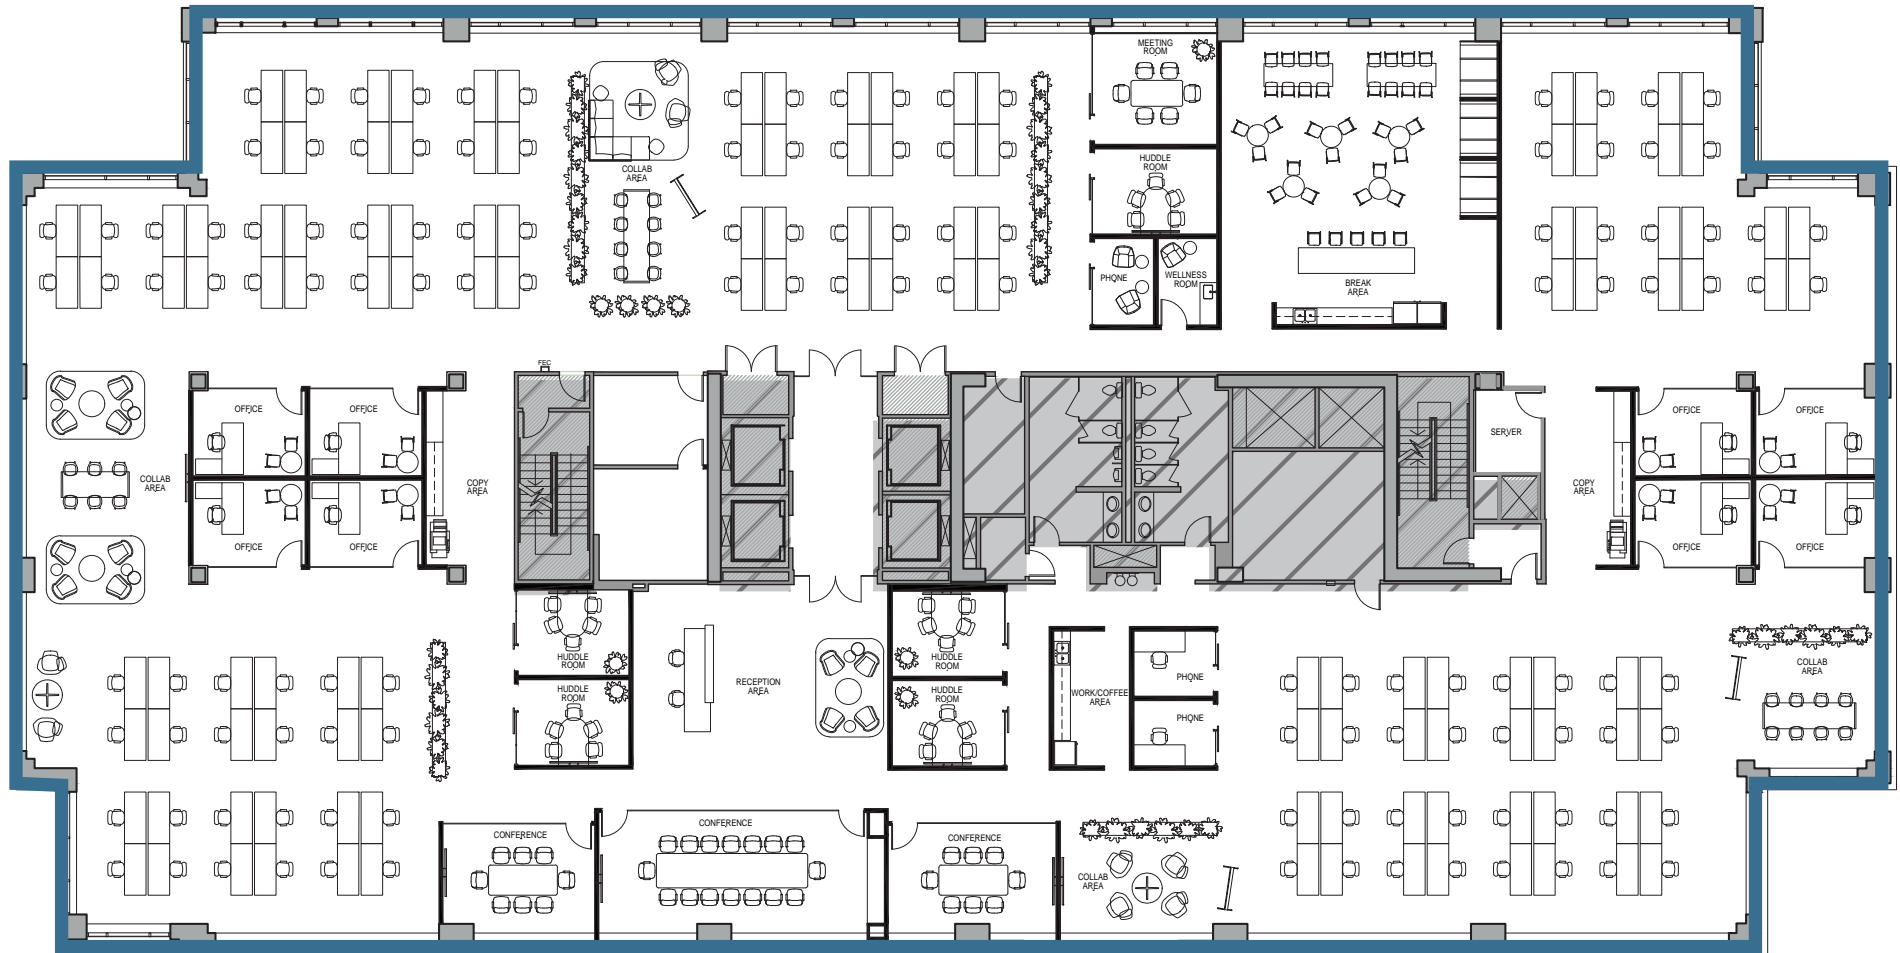 MEETING
ROOM
HUDDLE
ROOM
COLLAB
AREA
PHONE
WELLNESS
ROOM
BREAK
AREA
FEC
OFFICE
OFFICE
OFFICE
OFFICE
COLLAB
AREA
COPY
AREA
OFFICE
OFFICE
SERVER
COPY
AREA
OFFICE
OFFICE
OFFICE
OFFICE
HUDDLE
ROOM
HUDDLE
ROOM
RECEPTION
AREA
HUDDLE
ROOM
HUDDLE
ROOM
WORK/COFFEE
AREA
PHONE
PHONE
COLLAB
AREA
CONFERENCE
CONFERENCE
CONFERENCE
COLLAB
AREA